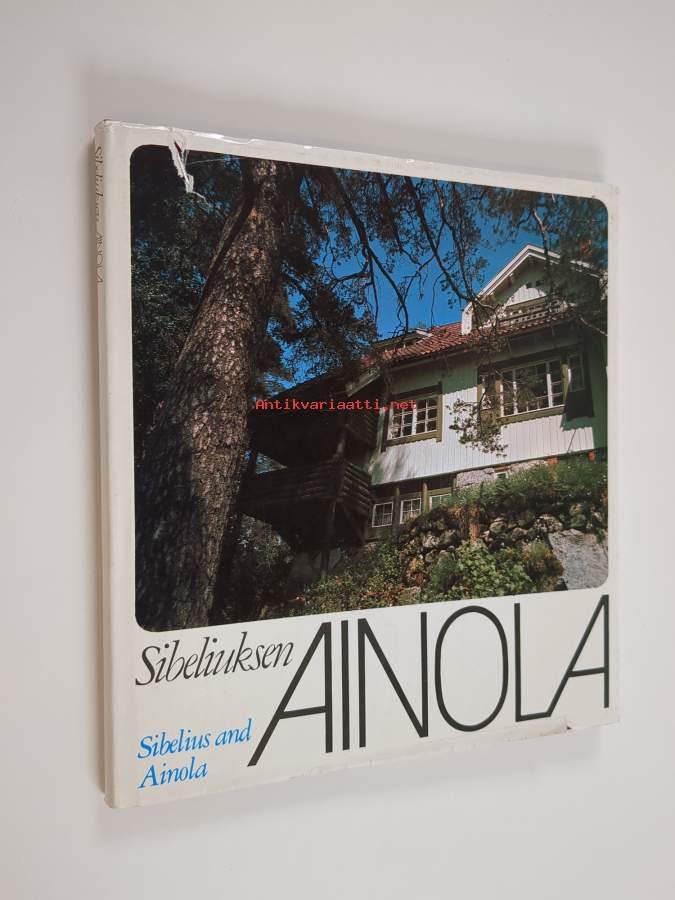 Sibeliuksen AINOLA
Antikvariaatti.net
Sibeliuksen AINOLA
Sibelius and
Ainola